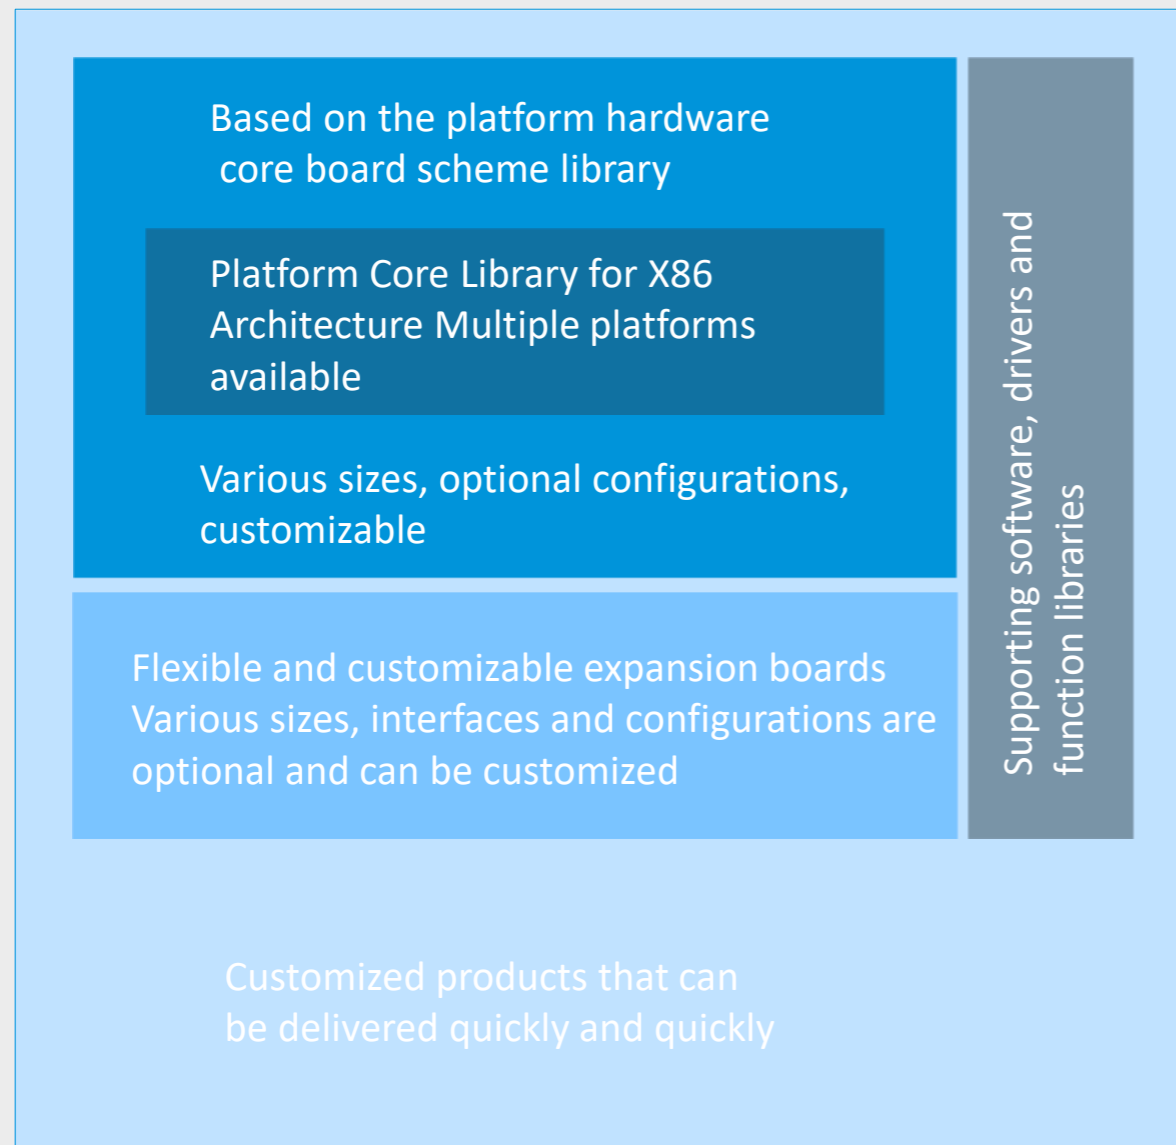 Based on the platform hardware
core board scheme library
Platform Core Library for X86
Architecture Multiple platforms
available
Various sizes, optional configurations,
customizable
Flexible and customizable expansion boards
Various sizes, interfaces and configurations are
optional and can be customized
Supporting software, drivers and
function libraries
Customized products that can
be delivered quickly and quickly